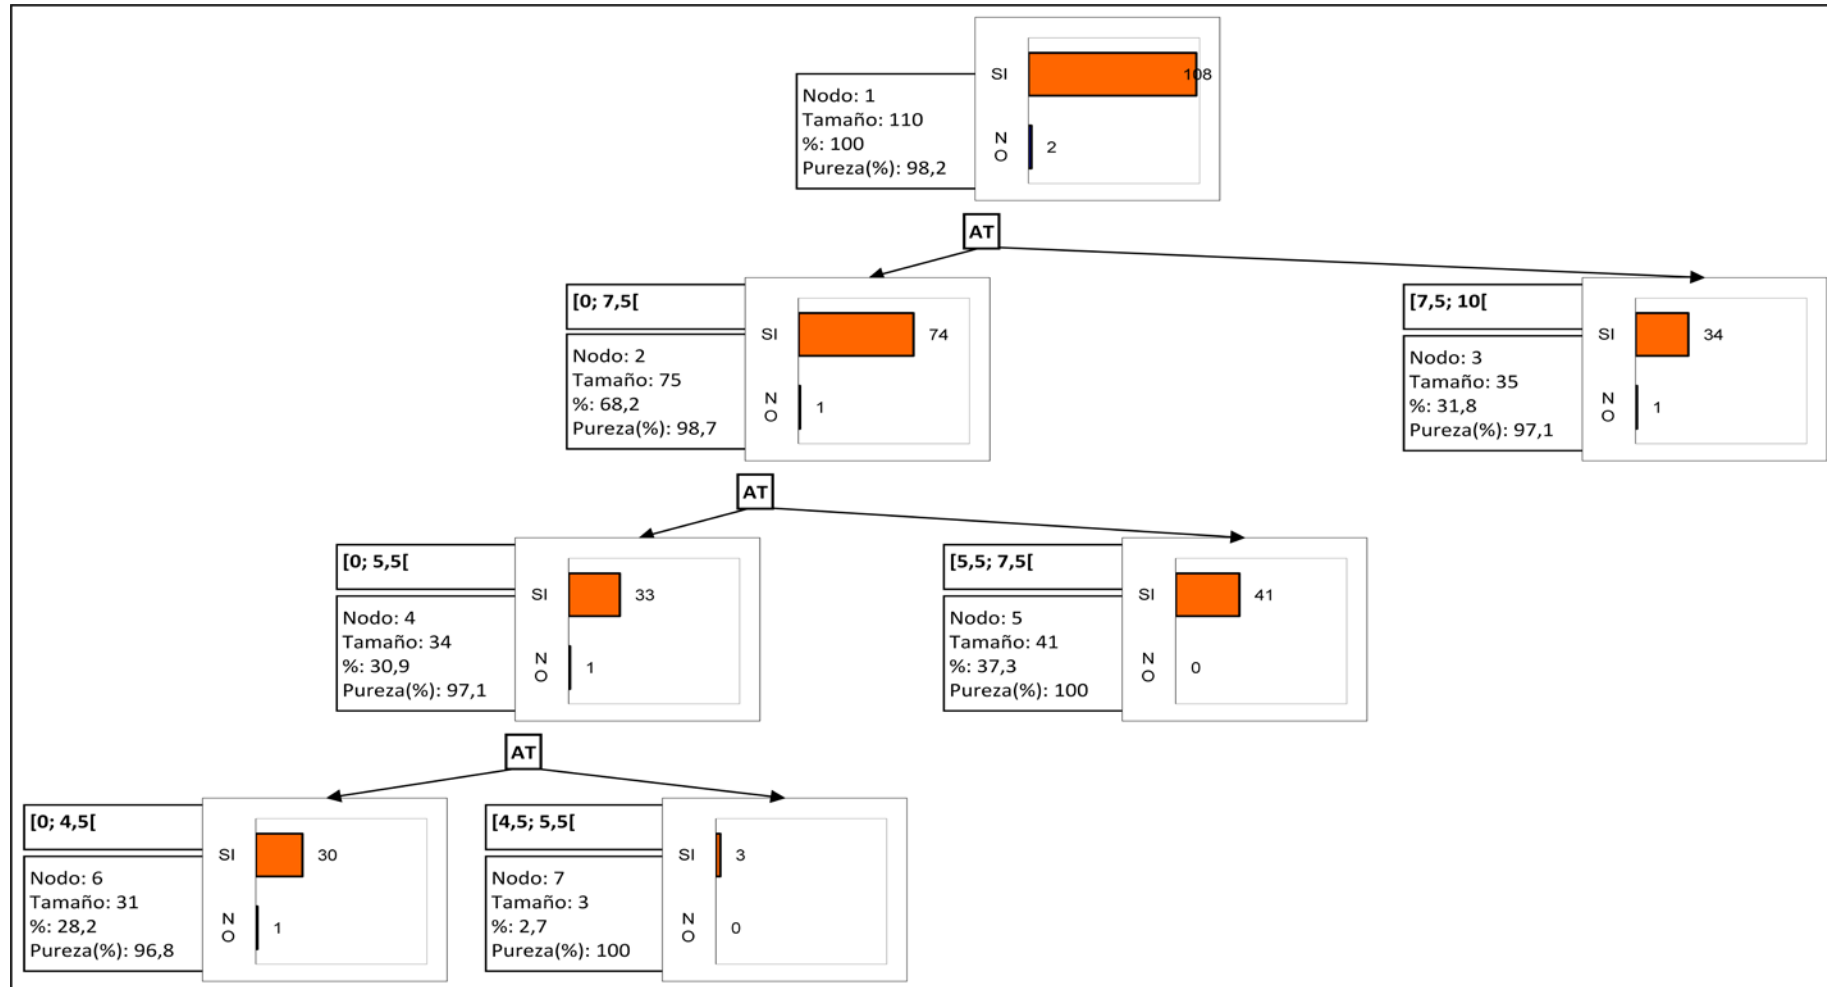 Nodo: 1
Tamaño: 110
%: 100
Pureza(%): 98,2
SI
108
N
O
2
AT
[0; 7,5[
Nodo: 2
Tamaño: 75
%: 68,2
Pureza(%): 98,7
SI
74
N
O
1
[7,5; 10[
Nodo: 3
Tamaño: 35
%: 31,8
Pureza(%): 97,1
SI
34
N
O
1
AT
[0; 5,5[
Nodo: 4
Tamaño: 34
%: 30,9
Pureza(%): 97,1
SI
33
N
O
1
[5,5; 7,5[
Nodo: 5
Tamaño: 41
%: 37,3
Pureza(%): 100
SI
41
N
O
0
AT
[0; 4,5[
Nodo: 6
Tamaño: 31
%: 28,2
Pureza(%): 96,8
SI
30
N
O
1
[4,5; 5,5[
Nodo: 7
Tamaño: 3
%: 2,7
Pureza(%): 100
SI
3
N
O
0